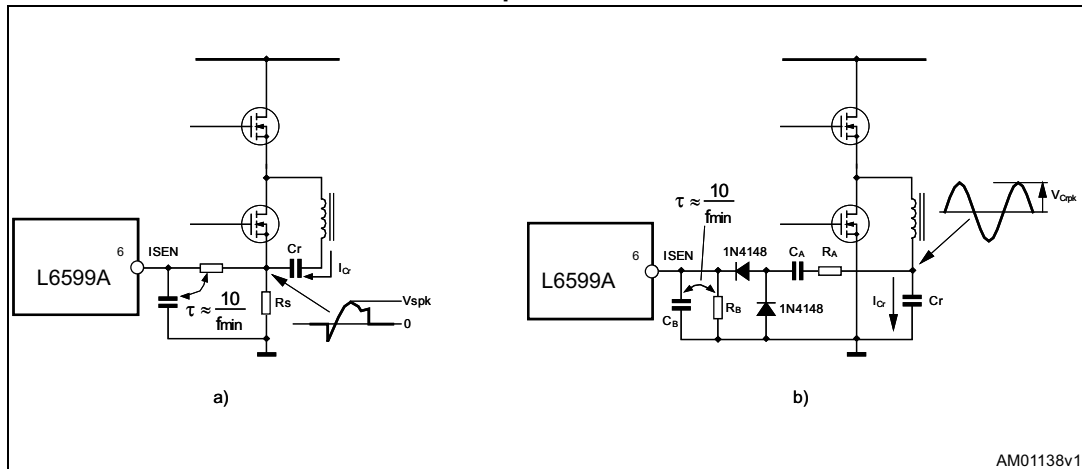 L6599A
6
ISEN
τ ≈ 10
fmin
Cr
ICr
Rs
Vspk
0
a)
L6599A
6
ISEN
τ ≈ 10
fmin
1N4148
CA
RA
CB
RB
1N4148
ICr
Cr
VCrpk
b)
AM01138v1